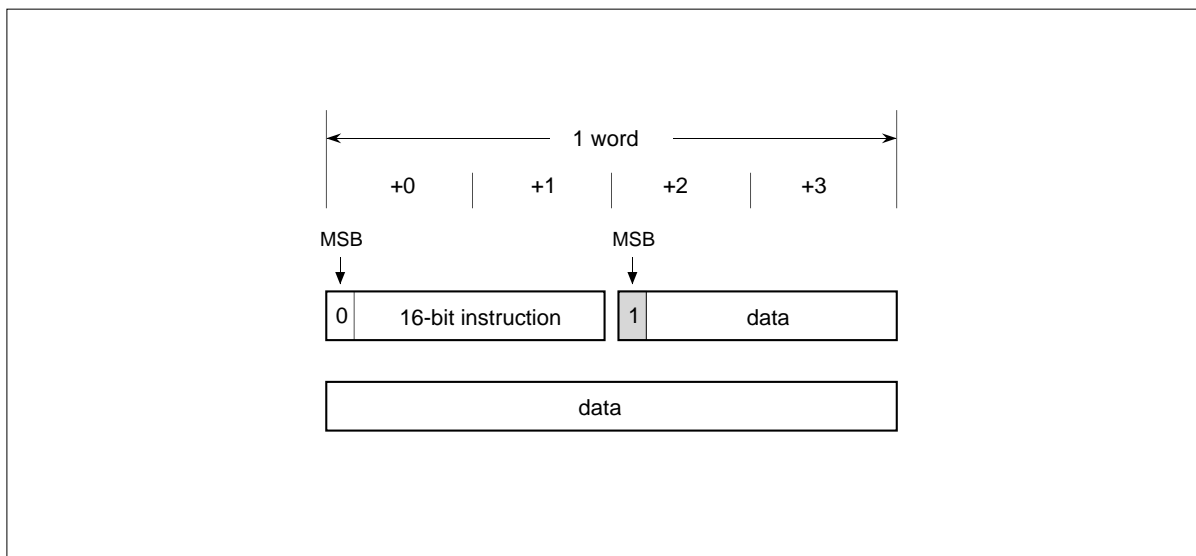 1 word
+0 +1 +2 +3
MSB MSB
0 16-bit instruction 1 data
data